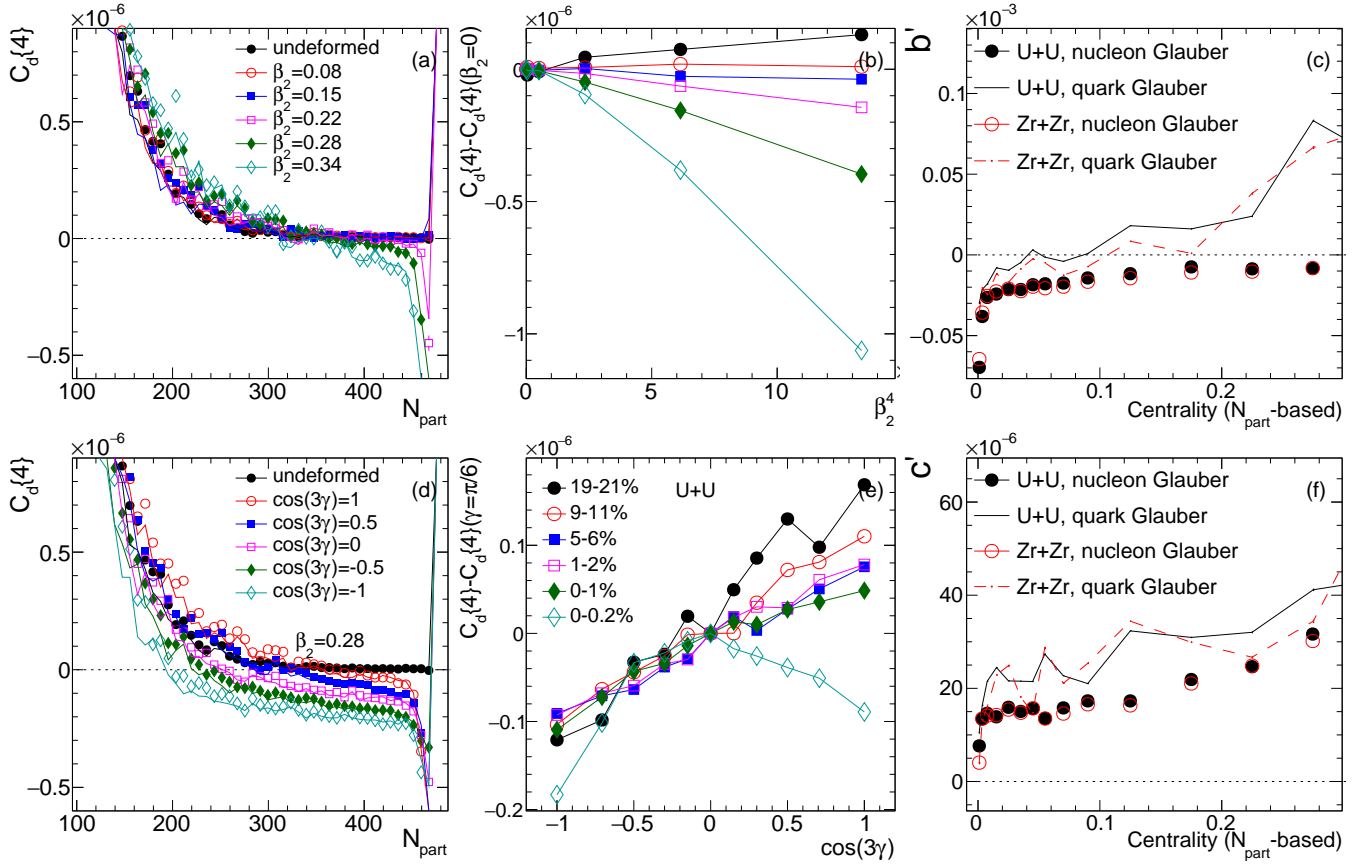 ×10⁻⁶
C_d{4}
(a)
undeformed
β₂=0.08
β₂=0.15
β₂=0.22
β₂=0.28
β₂=0.34
0.5
0
−0.5
100 200 300 400
N_part
×10⁻⁶
C_d{4}-C_d{4}(β₂=0)
(b)
0
−0.5
−1
0 5 10
β₂⁴
×10⁻³
b'
(c)
U+U, nucleon Glauber
U+U, quark Glauber
Zr+Zr, nucleon Glauber
Zr+Zr, quark Glauber
0.1
0.05
0
−0.05
0 0.1 0.2
Centrality (N_part-based)
×10⁻⁶
C_d{4}
(d)
undeformed
cos(3γ)=1
cos(3γ)=0.5
cos(3γ)=0
cos(3γ)=-0.5
cos(3γ)=-1
β₂=0.28
0.5
0
−0.5
100 200 300 400
N_part
×10⁻⁶
C_d{4}-C_d{4}(γ=π/6)
(e)
U+U
19-21%
9-11%
5-6%
1-2%
0-1%
0-0.2%
0.1
0
−0.1
−0.2
−1 −0.5 0 0.5 1
cos(3γ)
×10⁻⁶
c'
(f)
U+U, nucleon Glauber
U+U, quark Glauber
Zr+Zr, nucleon Glauber
Zr+Zr, quark Glauber
60
40
20
0
0 0.1 0.2
Centrality (N_part-based)